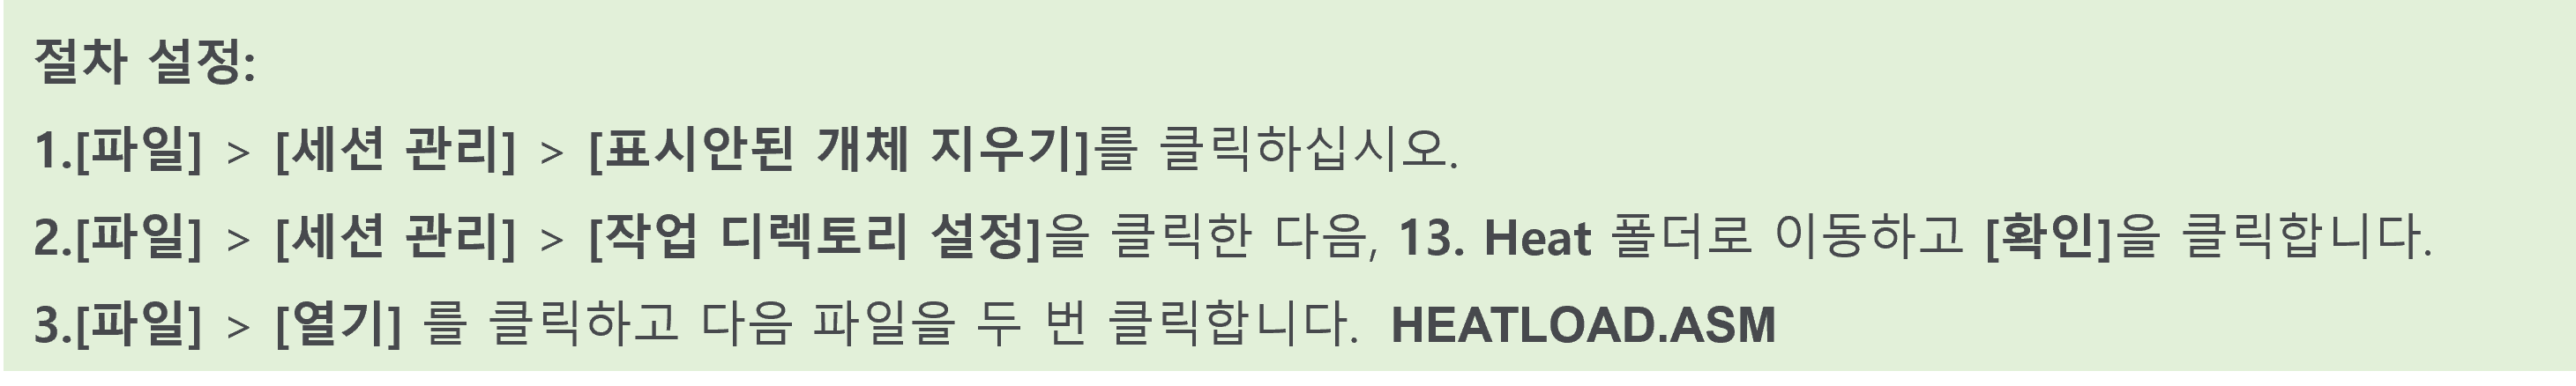 절차 설정:
1.[파일] > [세션 관리] > [표시안된 개체 지우기]를 클릭하십시오.
2.[파일] > [세션 관리] > [작업 디렉토리 설정]을 클릭한 다음, 13. Heat 폴더로 이동하고 [확인]을 클릭합니다.
3.[파일] > [열기] 를 클릭하고 다음 파일을 두 번 클릭합니다. HEATLOAD.ASM